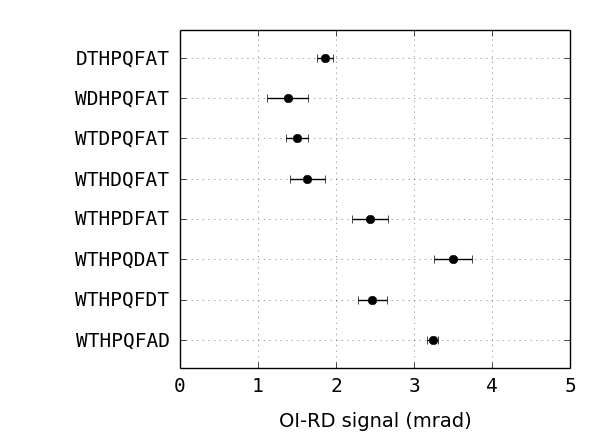 DTHPQFAT
WDHPQFAT
WTDPQFAT
WTHDQFAT
WTHPDFAT
WTHPQDAT
WTHPQFDT
WTHPQFAD
0 1 2 3 4 5
OI-RD signal (mrad)